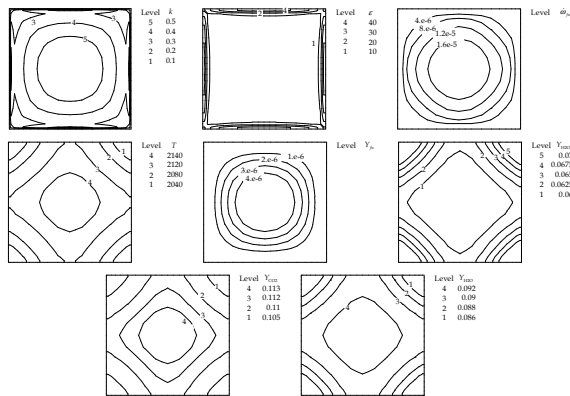 3 4 3
5
Level k
5 0.5
4 0.4
3 0.3
2 0.2
1 0.1
2 4
1
Level ε
4 40
3 30
2 20
1 10
4.e-6
8.e-6
1.2e-5
1.6e-5
Level
1
2
3
4
Level T
4 2140
3 2120
2 2080
1 2040
2.e-6 1.e-6
3.e-6
4.e-6
Level
2 2 3 4 5
1
Level
5
4
3
2
1
1
2
3
4
Level Y_CO2
4 0.113
3 0.112
2 0.11
1 0.105
1
2
3
4
Level Y_H2O
4 0.092
3 0.09
2 0.088
1 0.086